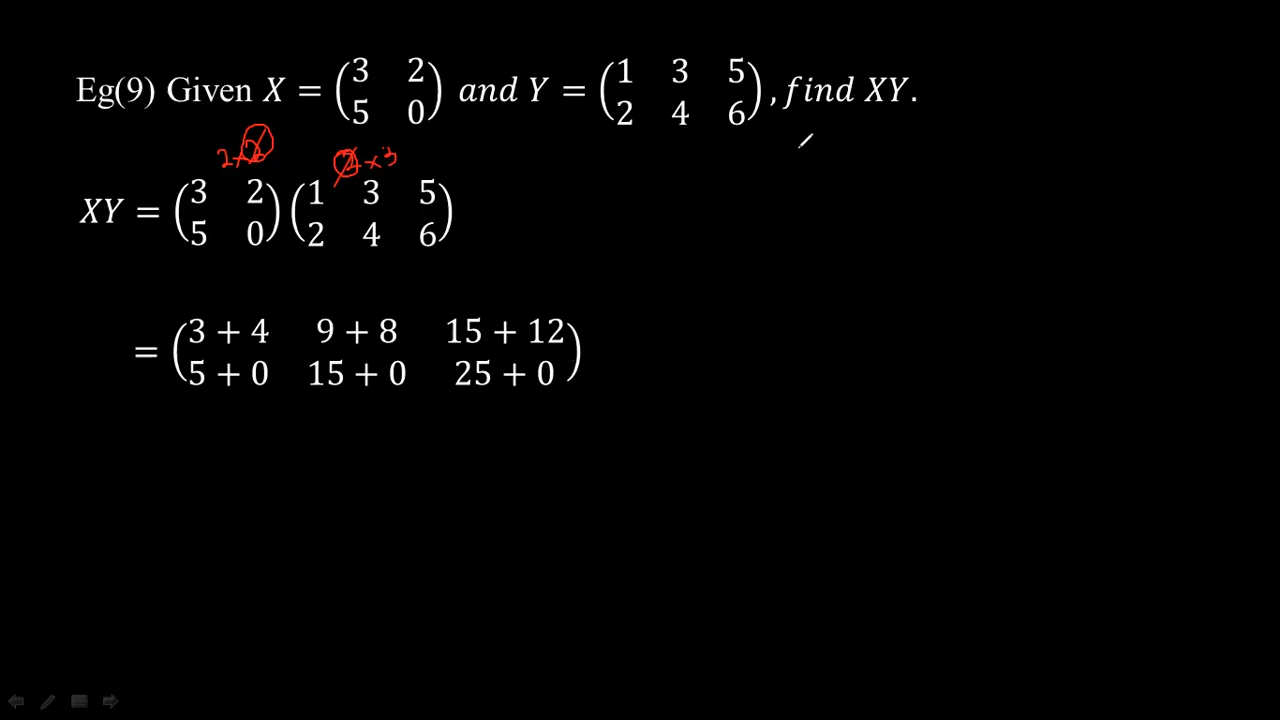 Eg(9) Given X = (3 2 / 5 0) and Y = (1 3 5 / 2 4 6), find XY.
2×2 2×3
XY = (3 2 / 5 0)(1 3 5 / 2 4 6)
= (3 + 4 9 + 8 15 + 12 / 5 + 0 15 + 0 25 + 0)